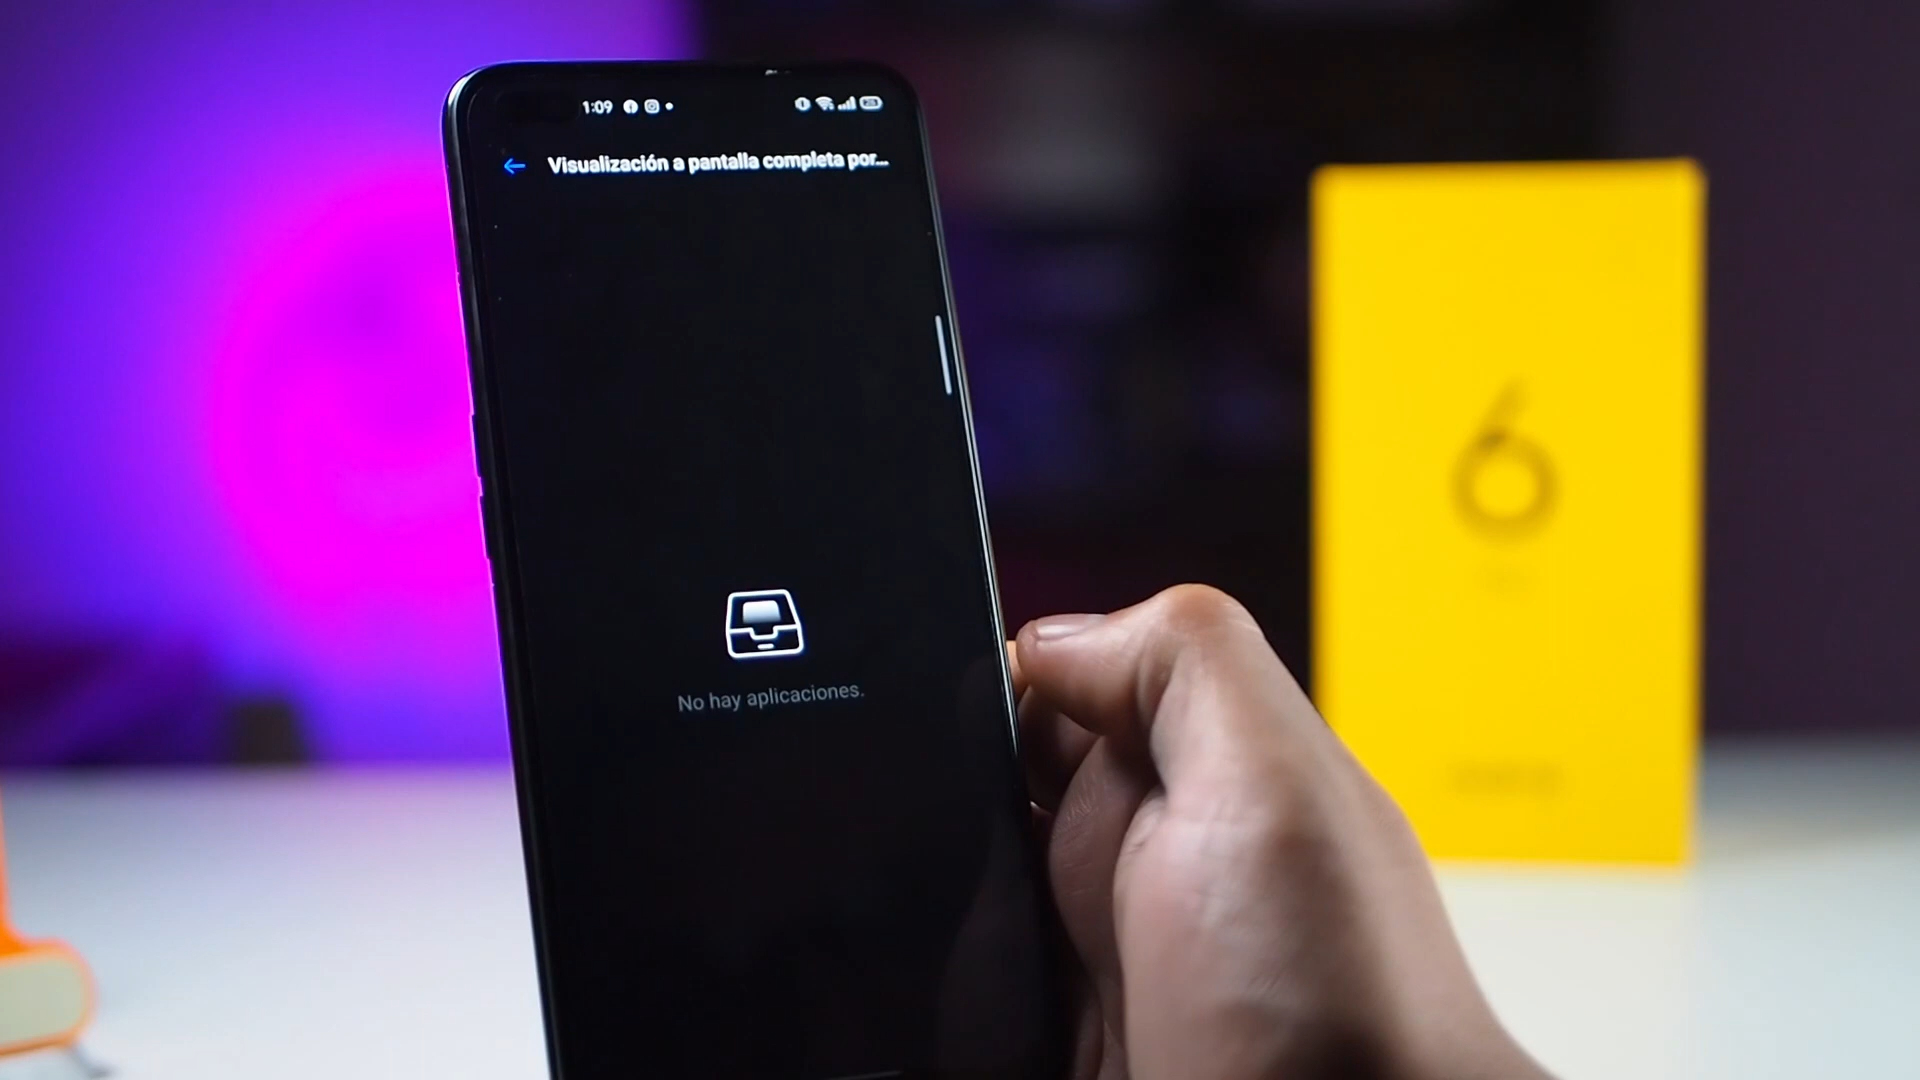 1:09
Visualización a pantalla completa por...
No hay aplicaciones.
6